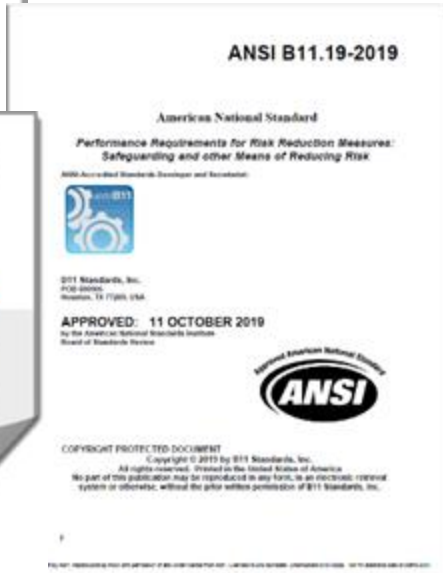 ANSI B11.19-2019
American National Standard
Performance Requirements for Risk Reduction Measures:
Safeguarding and other Means of Reducing Risk
ANSI-Accredited Standards Developer and Secretariat:
B11
B11 Standards, Inc.
Houston, TX 77269, USA
APPROVED: 11 OCTOBER 2019
by the American National Standards Institute
Board of Standards Review
Approved American National Standard
ANSI
COPYRIGHT PROTECTED DOCUMENT
Copyright © 2019 by B11 Standards, Inc.
All rights reserved. Printed in the United States of America
No part of this publication may be reproduced in any form, in an electronic retrieval
system or otherwise, without the prior written permission of B11 Standards, Inc.